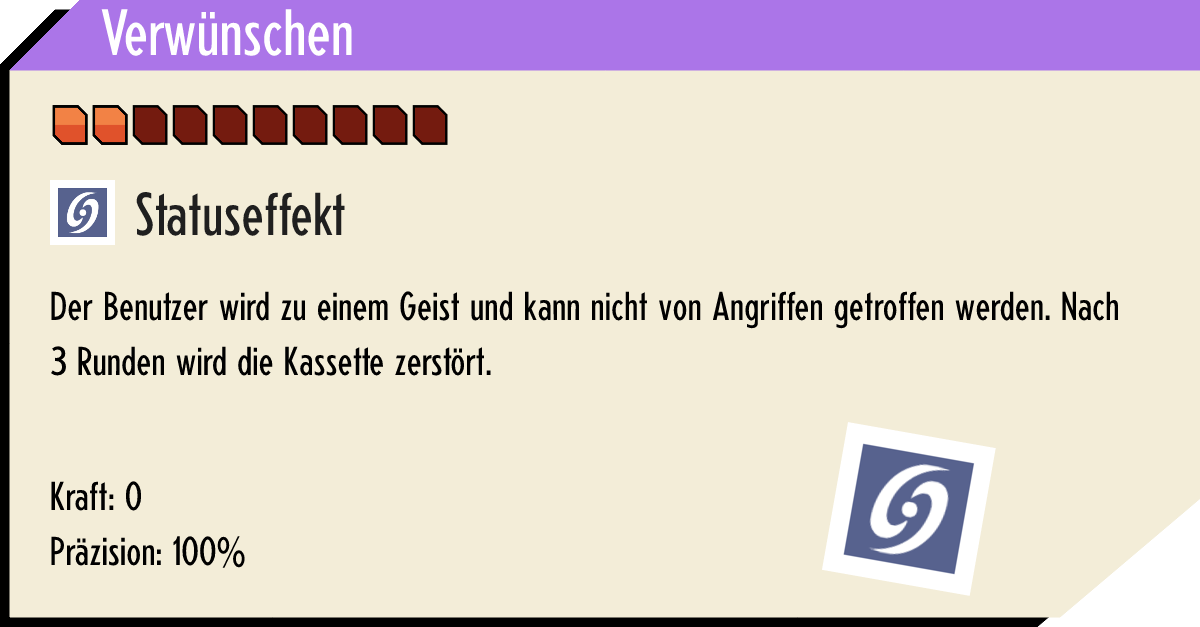 Verwünschen
Statuseffekt
Der Benutzer wird zu einem Geist und kann nicht von Angriffen getroffen werden. Nach
3 Runden wird die Kassette zerstört.
Kraft: 0
Präzision: 100%